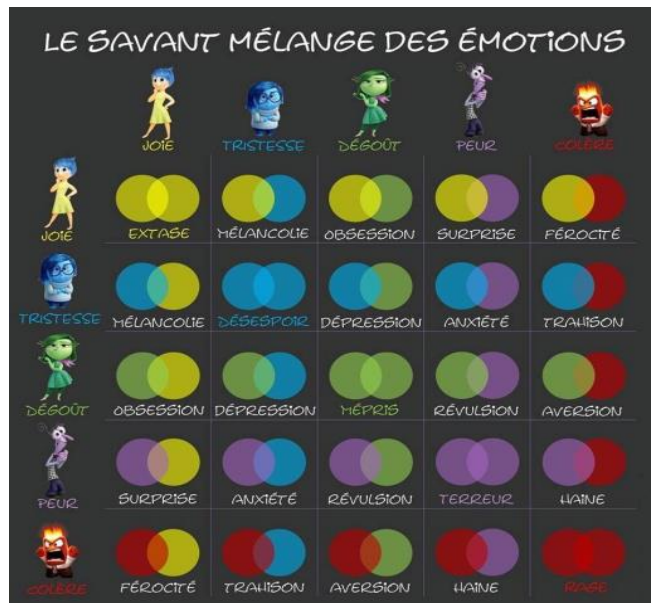 LE SAVANT MÉLANGE DES ÉMOTIONS
JOIE TRISTESSE DÉGOÛT PEUR COLÈRE
JOIE
EXTASE MÉLANCOLIE OBSESSION SURPRISE FÉROCITÉ
TRISTESSE
MÉLANCOLIE DÉSESPOIR DÉPRESSION ANXIÉTÉ TRAHISON
DÉGOÛT
OBSESSION DÉPRESSION MÉPRIS RÉVULSION AVERSION
PEUR
SURPRISE ANXIÉTÉ RÉVULSION TERREUR HAINE
COLÈRE
FÉROCITÉ TRAHISON AVERSION HAINE RAGE